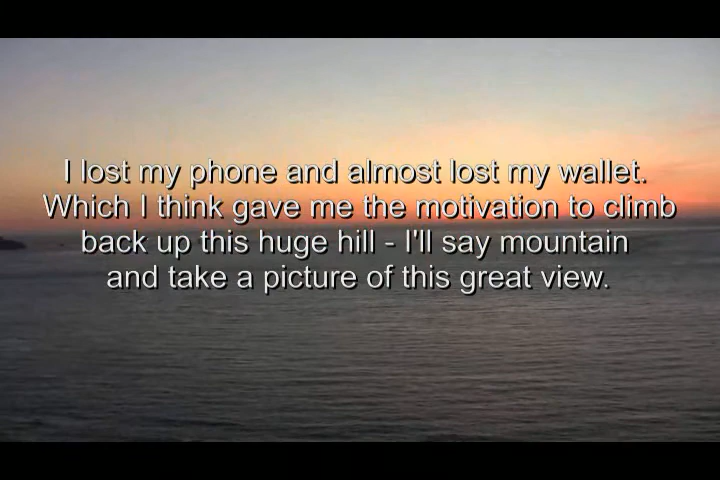 I lost my phone and almost lost my wallet.
Which I think gave me the motivation to climb
back up this huge hill - I'll say mountain
and take a picture of this great view.